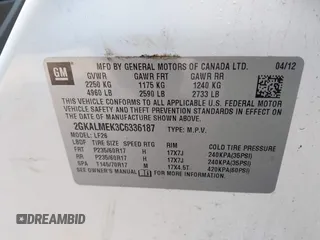 GM
MFD BY GENERAL MOTORS OF CANADA LTD. 04/12
GVWR GAWR FRT GAWR RR
2250 KG 1175 KG 1240 KG
4960 LB 2590 LB 2733 LB
THIS VEHICLE CONFORMS TO ALL APPLICABLE U.S. FEDERAL MOTOR
VEHICLE SAFETY, BUMPER, AND THEFT PREVENTION STANDARDS IN
EFFECT ON THE DATE OF MANUFACTURE SHOWN ABOVE.
2GKALMEK3C6336187 TYPE: M.P.V.
MODEL: LF26
TIRE SIZE SPEED RTG RIM COLD TIRE PRESSURE
FRT P235/65R17 H 17X7J 240KPA(35PSI)
RR P235/65R17 H 17X7J 240KPA(35PSI)
SPA T145/70R17 M 17X4.5T 420KPA(60PSI)
SEE OWNER'S MANUAL FOR ADDITIONAL INFORMATION
DREAMBID
DREAMBID.COM